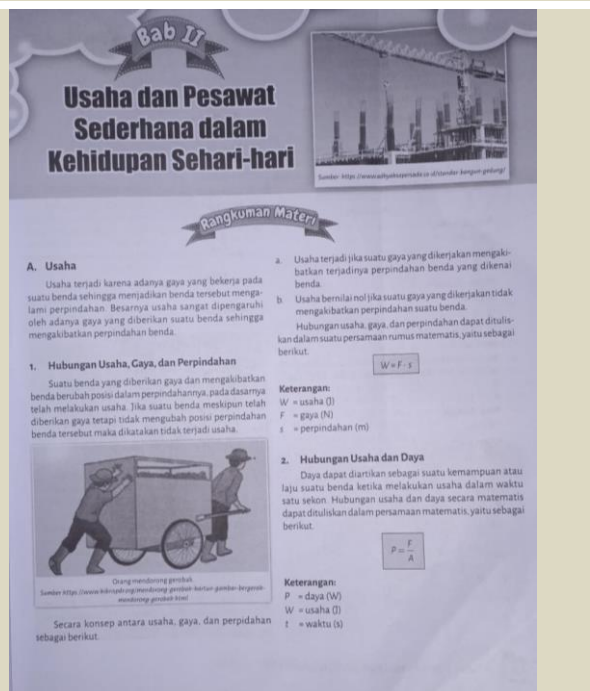 Bab II
Usaha dan Pesawat
Sederhana dalam
Kehidupan Sehari-hari
Rangkuman Materi
A. Usaha
Usaha terjadi karena adanya gaya yang bekerja pada
suatu benda sehingga menjadikan benda tersebut menga-
lami perpindahan. Besarnya usaha sangat dipengaruhi
oleh adanya gaya yang diberikan suatu benda sehingga
mengakibatkan perpindahan benda.
1. Hubungan Usaha, Gaya, dan Perpindahan
Suatu benda yang diberikan gaya dan mengakibatkan
benda berubah posisi dalam perpindahannya, pada dasarnya
telah melakukan usaha. Jika suatu benda meskipun telah
diberikan gaya tetapi tidak mengubah posisi perpindahan
benda tersebut maka dikatakan tidak terjadi usaha.
Orang mendorong gerobak.
Secara konsep antara usaha, gaya, dan perpidahan
sebagai berikut.
a. Usaha terjadi jika suatu gaya yang dikerjakan mengaki-
batkan terjadinya perpindahan benda yang dikenai
benda.
b. Usaha bernilai nol jika suatu gaya yang dikerjakan tidak
mengakibatkan perpindahan suatu benda.
Hubungan usaha, gaya, dan perpindahan dapat ditulis-
kan dalam suatu persamaan rumus matematis, yaitu sebagai
berikut.
W = F · s
Keterangan:
W = usaha (J)
F = gaya (N)
s = perpindahan (m)
2. Hubungan Usaha dan Daya
Daya dapat diartikan sebagai suatu kemampuan atau
laju suatu benda ketika melakukan usaha dalam waktu
satu sekon. Hubungan usaha dan daya secara matematis
dapat dituliskan dalam persamaan matematis, yaitu sebagai
berikut.
P = F/A
Keterangan:
P = daya (W)
W = usaha (J)
t = waktu (s)